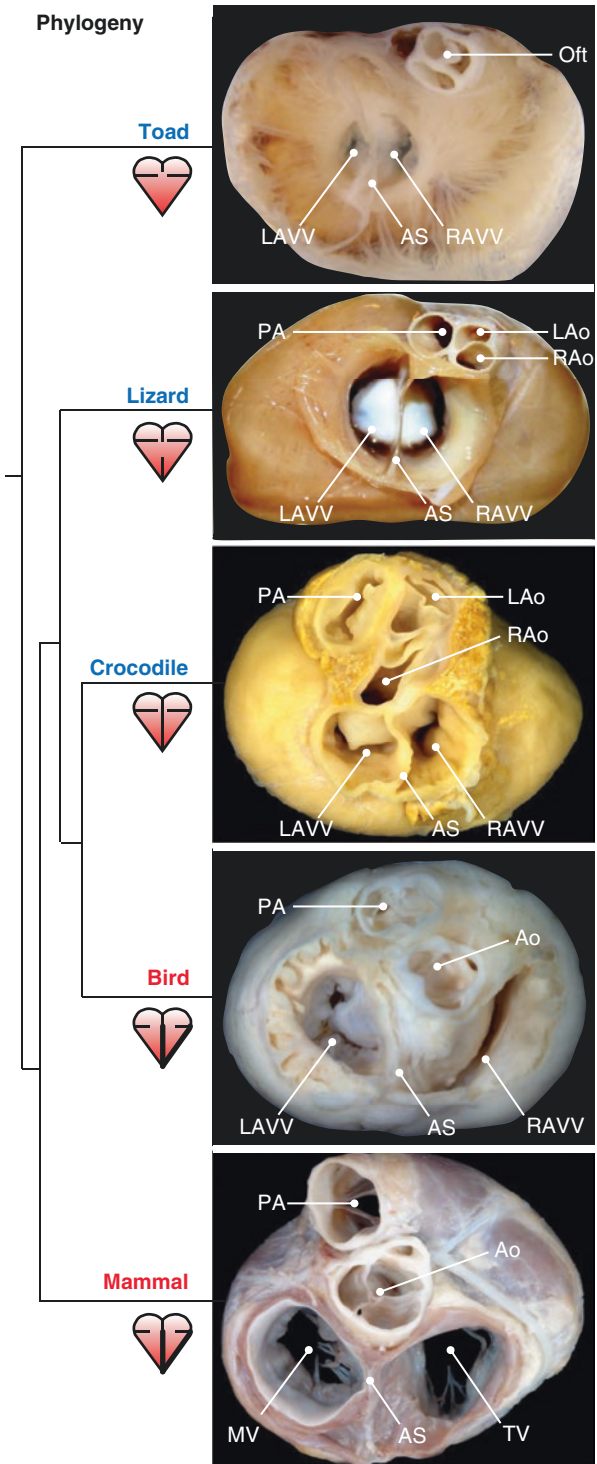 Phylogeny
Oft
Toad
LAVV AS RAVV
PA LAo
RAo
Lizard
LAVV AS RAVV
PA LAo
RAo
Crocodile
LAVV AS RAVV
PA
Ao
Bird
LAVV AS RAVV
PA
Ao
Mammal
MV AS TV